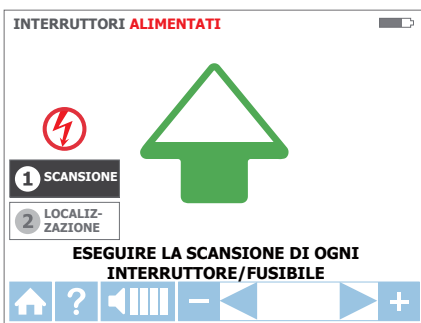 INTERRUTTORI ALIMENTATI
1 SCANSIONE
2 LOCALIZ-
ZAZIONE
ESEGUIRE LA SCANSIONE DI OGNI
INTERRUTTORE/FUSIBILE
? − +